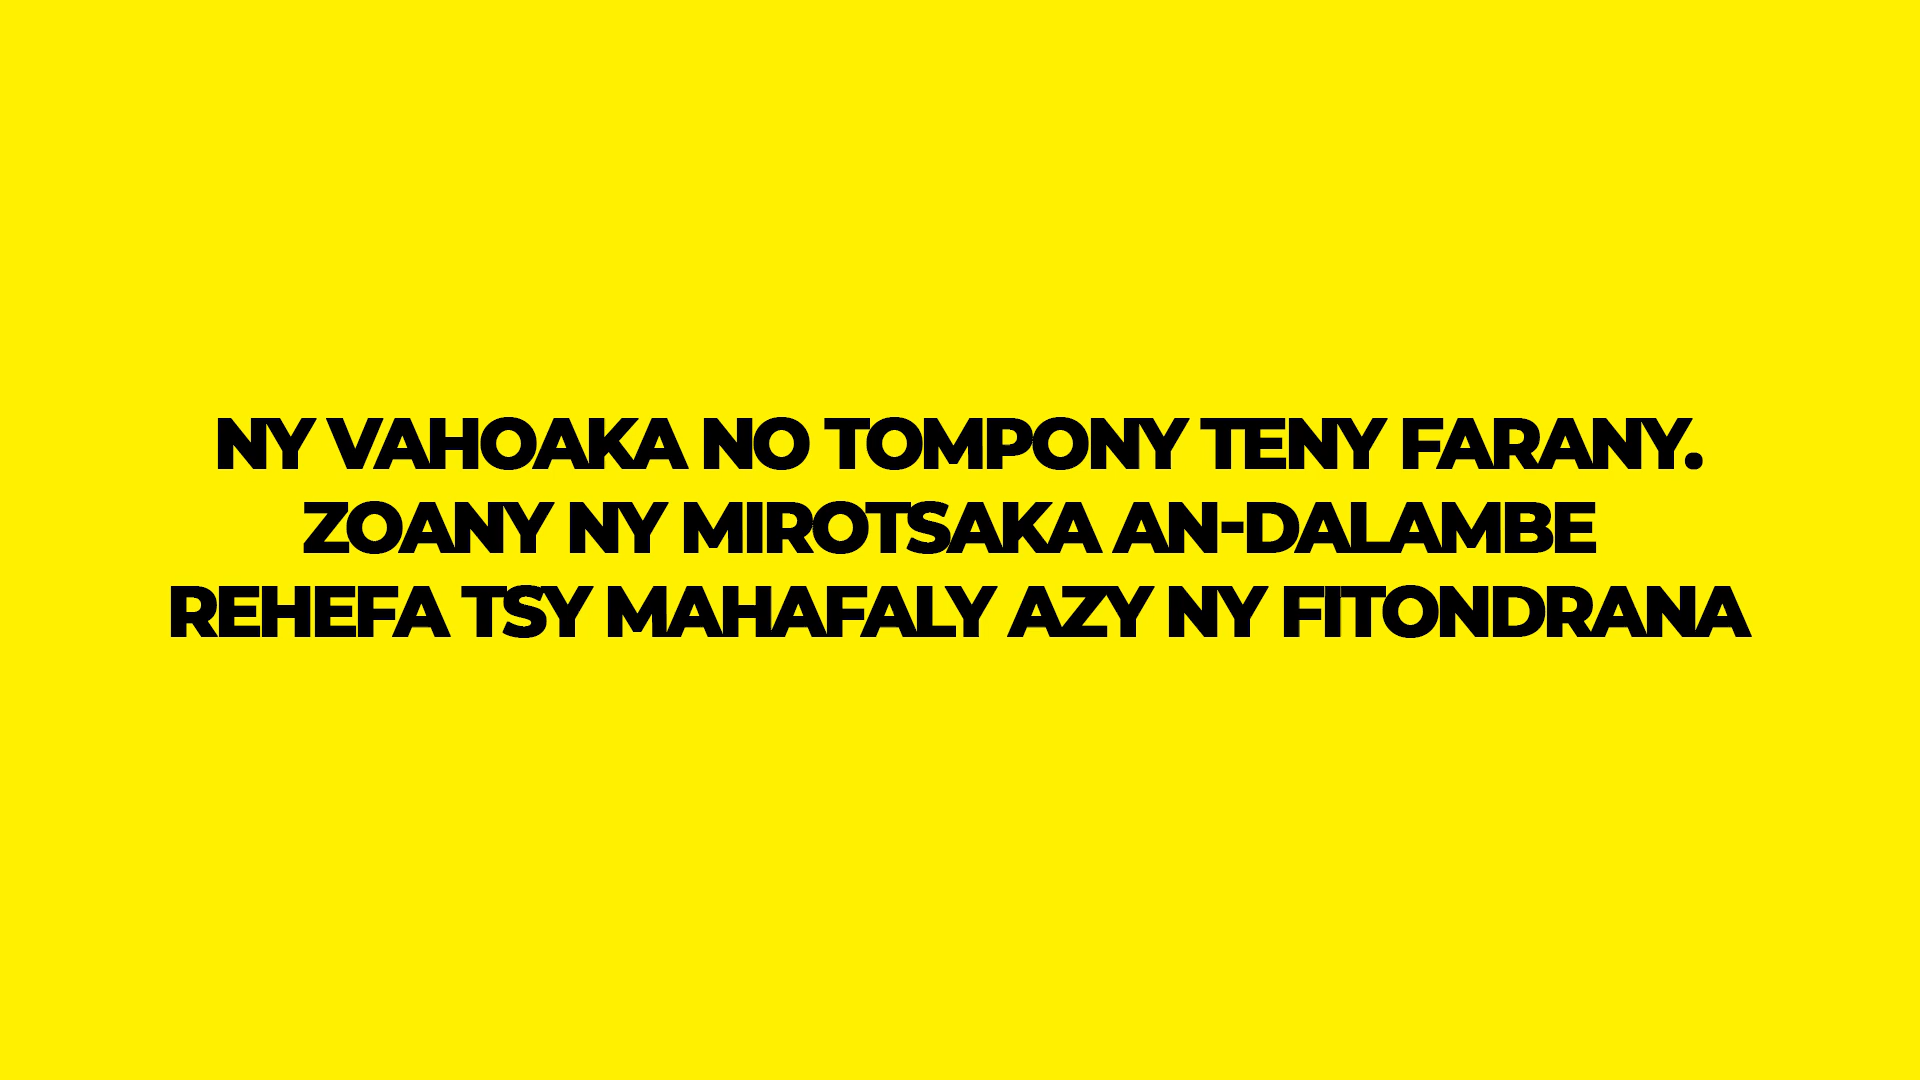 NY VAHOAKA NO TOMPONY TENY FARANY.
ZOANY NY MIROTSAKA AN-DALAMBE
REHEFA TSY MAHAFALY AZY NY FITONDRANA